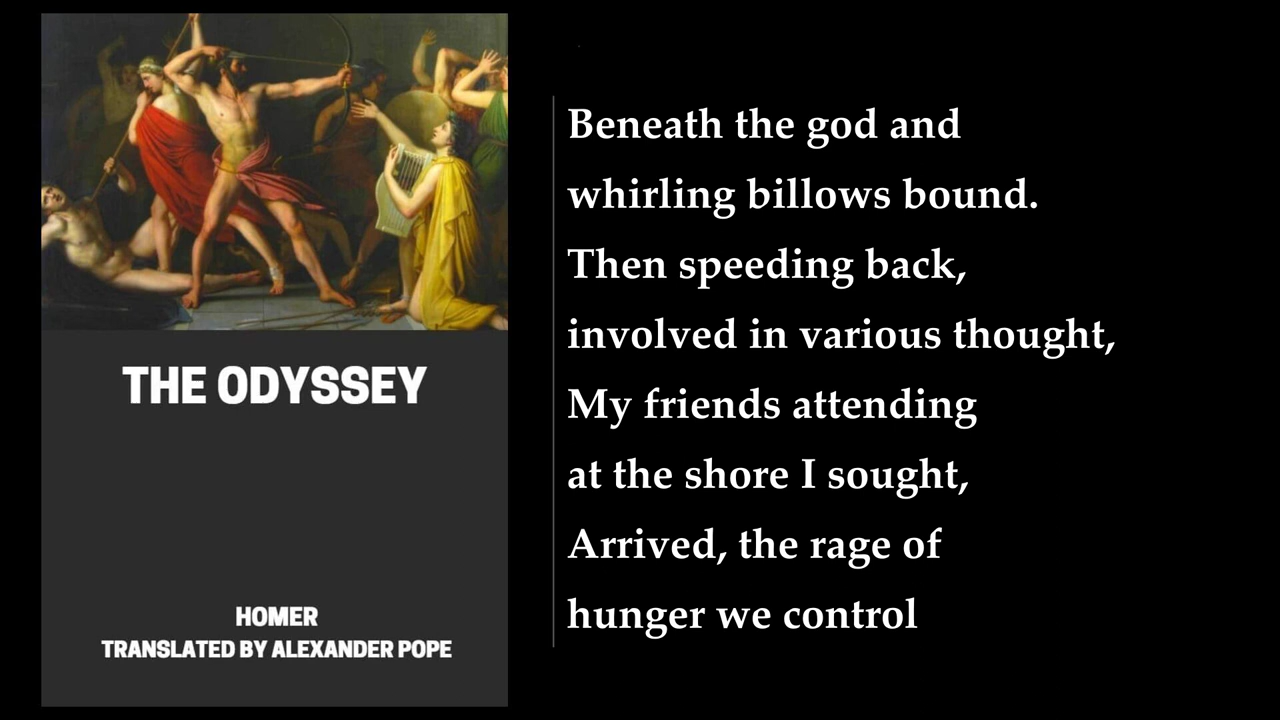 THE ODYSSEY
HOMER
TRANSLATED BY ALEXANDER POPE
Beneath the god and
whirling billows bound.
Then speeding back,
involved in various thought,
My friends attending
at the shore I sought,
Arrived, the rage of
hunger we control